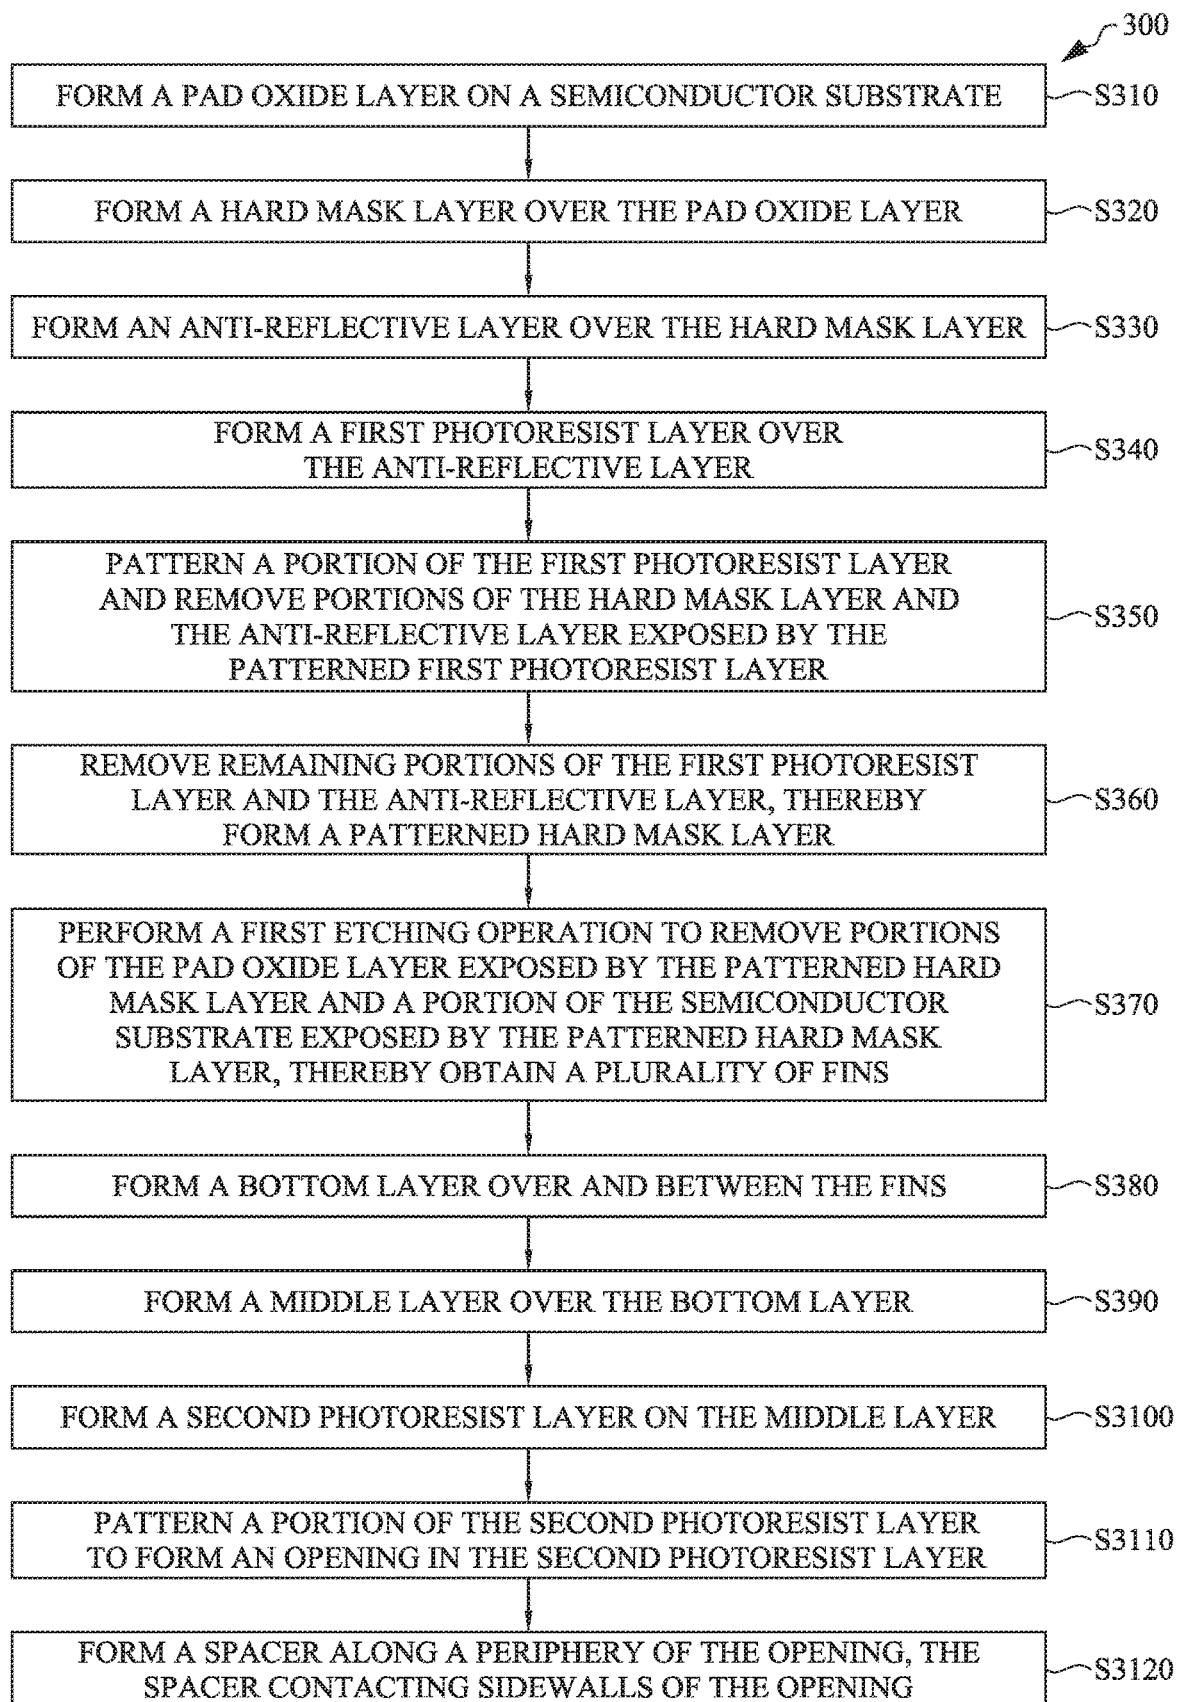 300
FORM A PAD OXIDE LAYER ON A SEMICONDUCTOR SUBSTRATE
S310
FORM A HARD MASK LAYER OVER THE PAD OXIDE LAYER
S320
FORM AN ANTI-REFLECTIVE LAYER OVER THE HARD MASK LAYER
S330
FORM A FIRST PHOTORESIST LAYER OVER
THE ANTI-REFLECTIVE LAYER
S340
PATTERN A PORTION OF THE FIRST PHOTORESIST LAYER
AND REMOVE PORTIONS OF THE HARD MASK LAYER AND
THE ANTI-REFLECTIVE LAYER EXPOSED BY THE
PATTERNED FIRST PHOTORESIST LAYER
S350
REMOVE REMAINING PORTIONS OF THE FIRST PHOTORESIST
LAYER AND THE ANTI-REFLECTIVE LAYER, THEREBY
FORM A PATTERNED HARD MASK LAYER
S360
PERFORM A FIRST ETCHING OPERATION TO REMOVE PORTIONS
OF THE PAD OXIDE LAYER EXPOSED BY THE PATTERNED HARD
MASK LAYER AND A PORTION OF THE SEMICONDUCTOR
SUBSTRATE EXPOSED BY THE PATTERNED HARD MASK
LAYER, THEREBY OBTAIN A PLURALITY OF FINS
S370
FORM A BOTTOM LAYER OVER AND BETWEEN THE FINS
S380
FORM A MIDDLE LAYER OVER THE BOTTOM LAYER
S390
FORM A SECOND PHOTORESIST LAYER ON THE MIDDLE LAYER
S3100
PATTERN A PORTION OF THE SECOND PHOTORESIST LAYER
TO FORM AN OPENING IN THE SECOND PHOTORESIST LAYER
S3110
FORM A SPACER ALONG A PERIPHERY OF THE OPENING, THE
SPACER CONTACTING SIDEWALLS OF THE OPENING
S3120